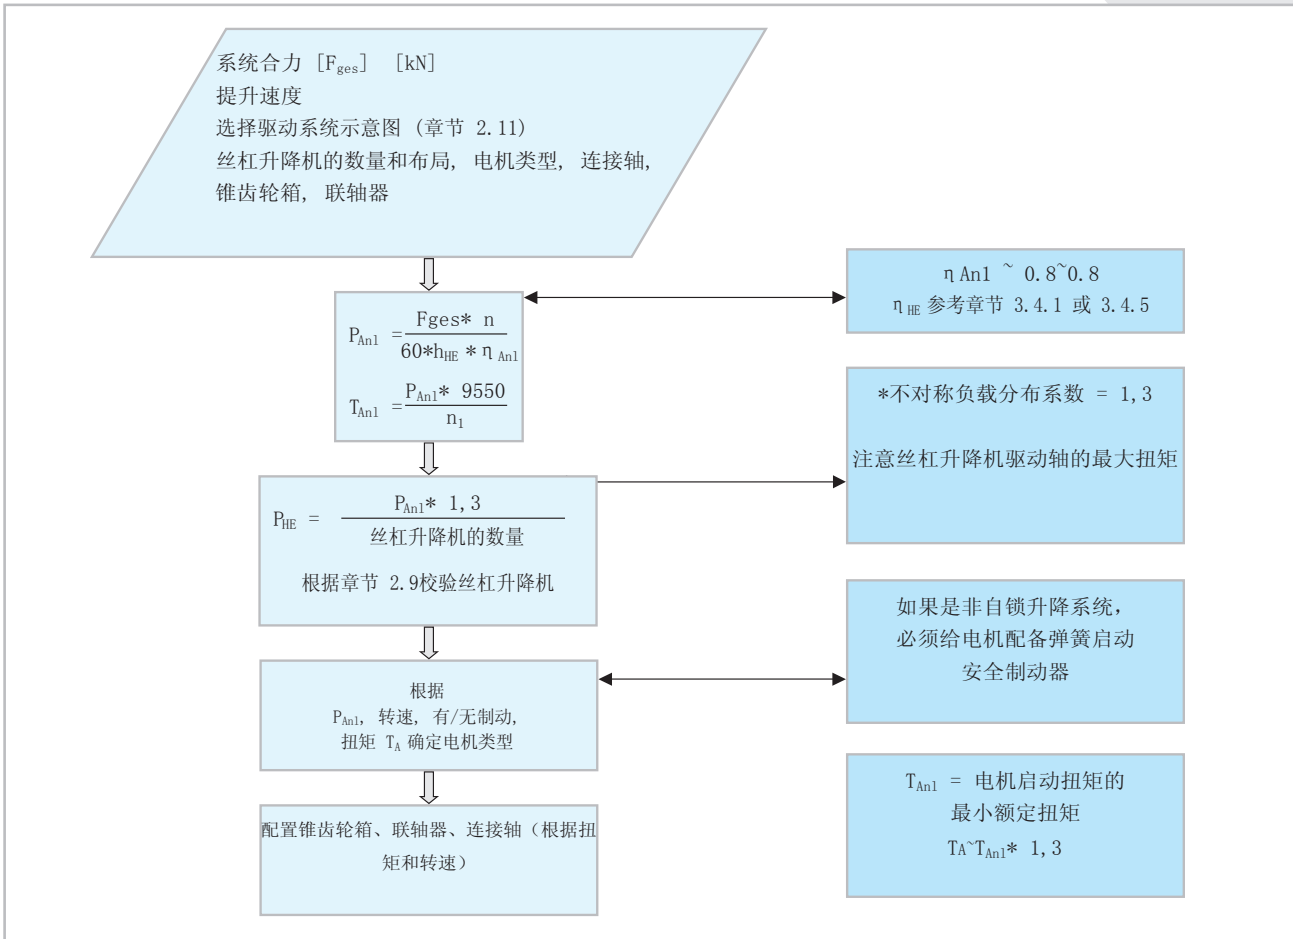 系统合力 [Fges] [kN]
提升速度
选择驱动系统示意图 (章节 2.11)
丝杠升降机的数量和布局, 电机类型, 连接轴,
锥齿轮箱, 联轴器
PAnl = Fges* n / 60*hHE * ηAnl
TAnl = PAnl* 9550 / n1
ηAnl ~ 0.8~0.8
ηHE 参考章节 3.4.1 或 3.4.5
*不对称负载分布系数 = 1,3
注意丝杠升降机驱动轴的最大扭矩
PHE = PAnl* 1,3 / 丝杠升降机的数量
根据章节 2.9校验丝杠升降机
如果是非自锁升降系统,
必须给电机配备弹簧启动
安全制动器
根据
PAnl, 转速, 有/无制动,
扭矩 TA 确定电机类型
TAnl = 电机启动扭矩的
最小额定扭矩
TA~TAnl* 1,3
配置锥齿轮箱、联轴器、连接轴（根据扭
矩和转速）